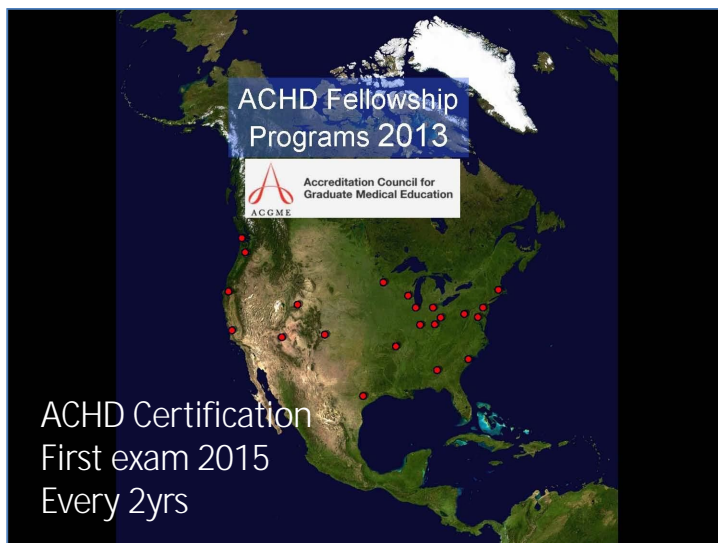 ACHD Fellowship
Programs 2013
Accreditation Council for
Graduate Medical Education
ACGME
ACHD Certification
First exam 2015
Every 2yrs